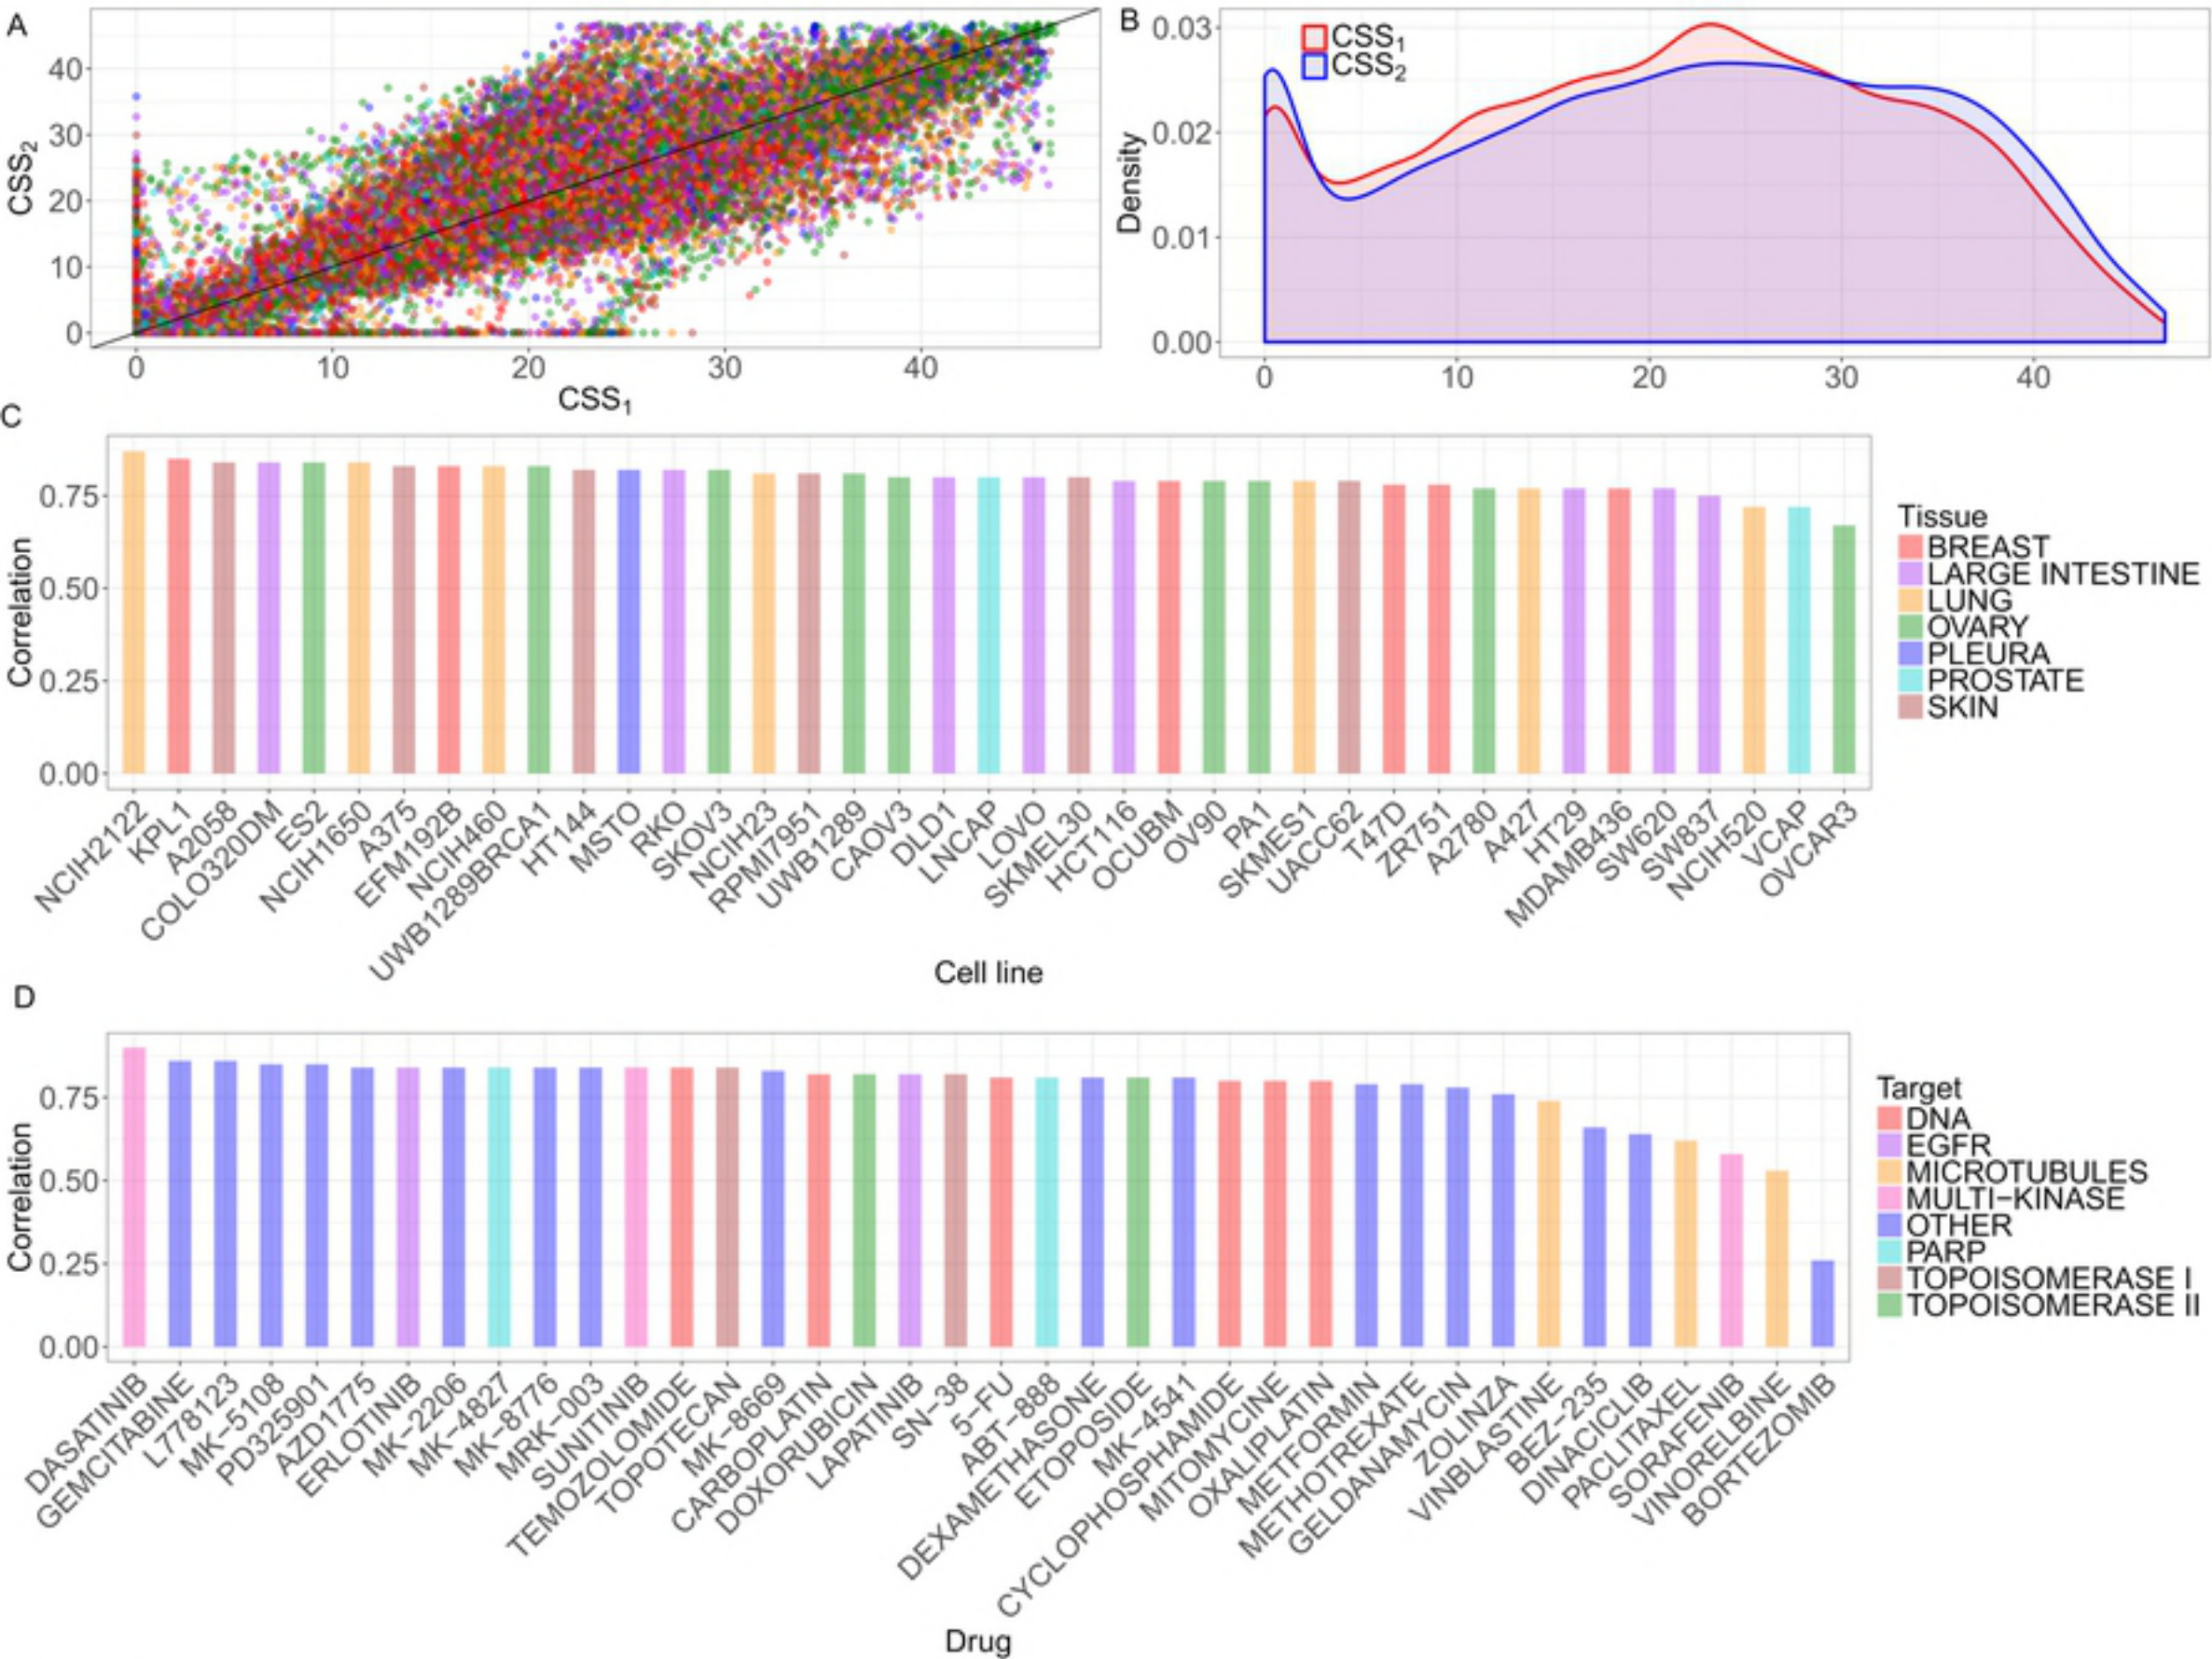 A
CSS2
40
30
20
10
0
0 10 20 30 40
CSS1
B
CSS1
CSS2
Density
0.03
0.02
0.01
0.00
0 10 20 30 40
C
Correlation
0.75
0.50
0.25
0.00
NCIH2122
KPL1
A2058
COLO320DM
ES2
NCIH1650
A375
EFM192B
NCIH460
UWB1289BRCA1
HT144
MSTO
RKO
SKOV3
NCIH23
RPMI7951
UWB1289
CAOV3
DLD1
LNCAP
LOVO
SKMEL30
HCT116
OCUBM
OV90
PA1
SKMES1
UACC62
T47D
ZR751
A2780
A427
HT29
MDAMB436
SW620
SW837
NCIH520
VCAP
OVCAR3
Cell line
Tissue
BREAST
LARGE INTESTINE
LUNG
OVARY
PLEURA
PROSTATE
SKIN
D
Correlation
0.75
0.50
0.25
0.00
DASATINIB
GEMCITABINE
L778123
MK-5108
PD325901
AZD1775
ERLOTINIB
MK-2206
MK-4827
MK-8776
MRK-003
SUNITINIB
TEMOZOLOMIDE
TOPOTECAN
MK-8669
CARBOPLATIN
DOXORUBICIN
LAPATINIB
SN-38
5-FU
ABT-888
DEXAMETHASONE
ETOPOSIDE
MK-4541
CYCLOPHOSPHAMIDE
MITOMYCINE
OXALIPLATIN
METFORMIN
METHOTREXATE
GELDANAMYCIN
ZOLINZA
VINBLASTINE
BEZ-235
DINACICLIB
PACLITAXEL
SORAFENIB
VINORELBINE
BORTEZOMIB
Drug
Target
DNA
EGFR
MICROTUBULES
MULTI−KINASE
OTHER
PARP
TOPOISOMERASE I
TOPOISOMERASE II